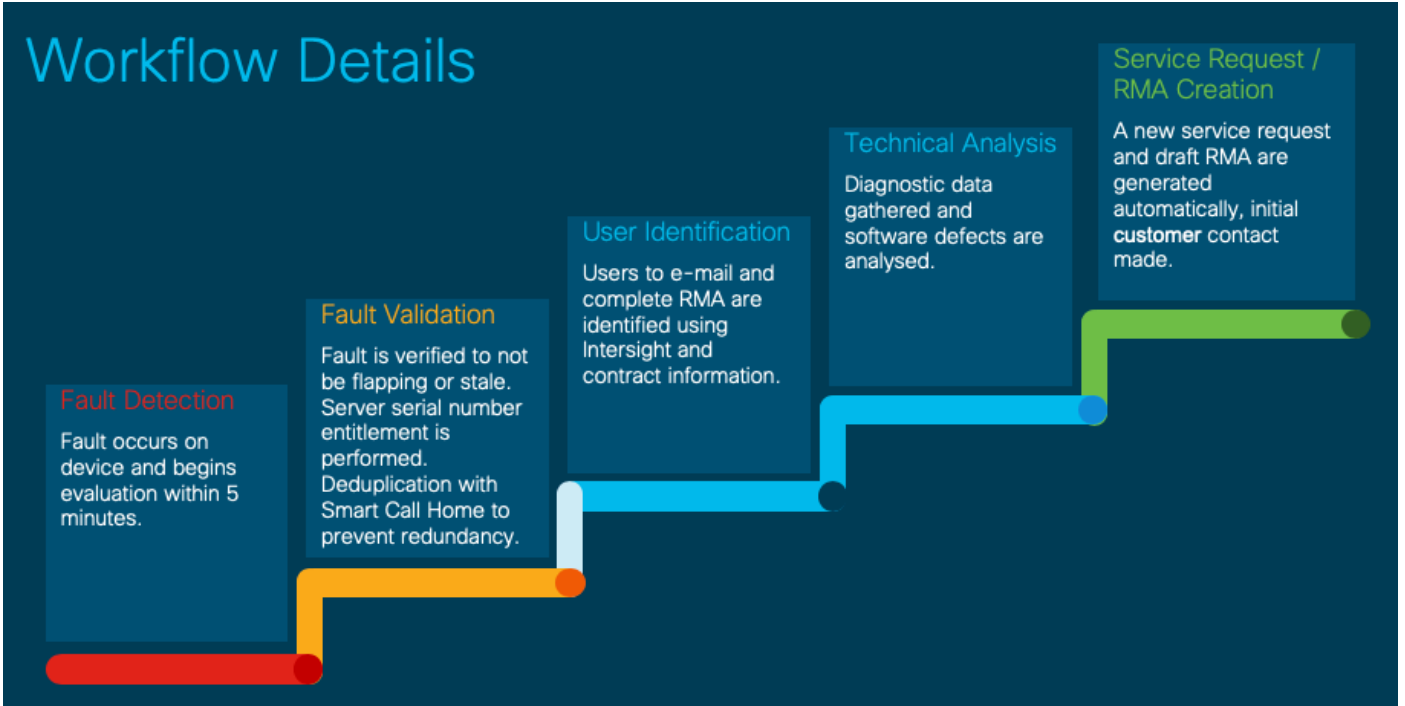 Workflow Details
Fault Detection
Fault occurs on
device and begins
evaluation within 5
minutes.
Fault Validation
Fault is verified to not
be flapping or stale.
Server serial number
entitlement is
performed.
Deduplication with
Smart Call Home to
prevent redundancy.
User Identification
Users to e-mail and
complete RMA are
identified using
Intersight and
contract information.
Technical Analysis
Diagnostic data
gathered and
software defects are
analysed.
Service Request /
RMA Creation
A new service request
and draft RMA are
generated
automatically, initial
customer contact
made.